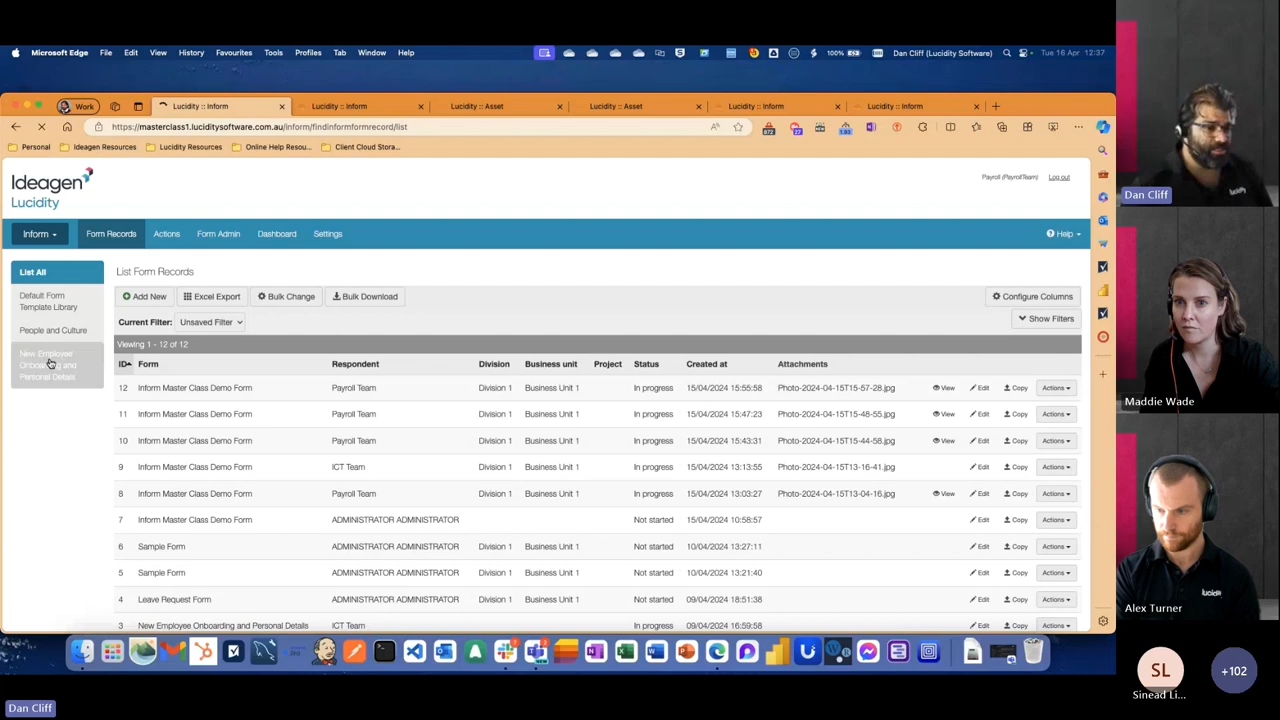 Microsoft Edge File Edit View History Favourites Tools Profiles Tab Window Help 100% Dan Cliff (Lucidity Software) Tue 16 Apr 12:37
Work Lucidity :: Inform Lucidity :: Inform Lucidity :: Asset Lucidity :: Asset Lucidity :: Inform Lucidity :: Inform
https://masterclass1.luciditysoftware.com.au/inform/findinformformrecord/list
Personal Ideagen Resources Lucidity Resources Online Help Resou... Client Cloud Stora...
Ideagen
Lucidity
Payroll (PayrollTeam) Log out
Inform Form Records Actions Form Admin Dashboard Settings Help
List All
Default Form
Template Library
People and Culture
New Employee
Onboarding and
Personal Details
List Form Records
Add New Excel Export Bulk Change Bulk Download Configure Columns
Current Filter: Unsaved Filter Show Filters
Viewing 1 - 12 of 12
ID Form Respondent Division Business unit Project Status Created at Attachments
12 Inform Master Class Demo Form Payroll Team Division 1 Business Unit 1 In progress 15/04/2024 15:55:58 Photo-2024-04-15T15-57-28.jpg View Edit Copy Actions
11 Inform Master Class Demo Form Payroll Team Division 1 Business Unit 1 In progress 15/04/2024 15:47:23 Photo-2024-04-15T15-48-55.jpg View Edit Copy Actions
10 Inform Master Class Demo Form Payroll Team Division 1 Business Unit 1 In progress 15/04/2024 15:43:31 Photo-2024-04-15T15-44-58.jpg View Edit Copy Actions
9 Inform Master Class Demo Form ICT Team Division 1 Business Unit 1 In progress 15/04/2024 13:13:55 Photo-2024-04-15T13-16-41.jpg Edit Copy Actions
8 Inform Master Class Demo Form Payroll Team Division 1 Business Unit 1 In progress 15/04/2024 13:03:27 Photo-2024-04-15T13-04-16.jpg View Edit Copy Actions
7 Inform Master Class Demo Form ADMINISTRATOR ADMINISTRATOR Division 1 Business Unit 1 Not started 15/04/2024 10:58:57 Edit Copy Actions
6 Sample Form ADMINISTRATOR ADMINISTRATOR Division 1 Business Unit 1 Not started 10/04/2024 13:27:11 Edit Copy Actions
5 Sample Form ADMINISTRATOR ADMINISTRATOR Division 1 Business Unit 1 Not started 10/04/2024 13:21:40 Edit Copy Actions
4 Leave Request Form ADMINISTRATOR ADMINISTRATOR Division 1 Business Unit 1 Not started 09/04/2024 18:51:38 Edit Copy Actions
3 New Employee Onboarding and Personal Details ICT Team Division 1 Business Unit 1 In progress 09/04/2024 16:59:58 Edit Copy Actions
Dan Cliff
Maddie Wade
lucidity
Alex Turner
SL
Sinead Li...
+102
Dan Cliff